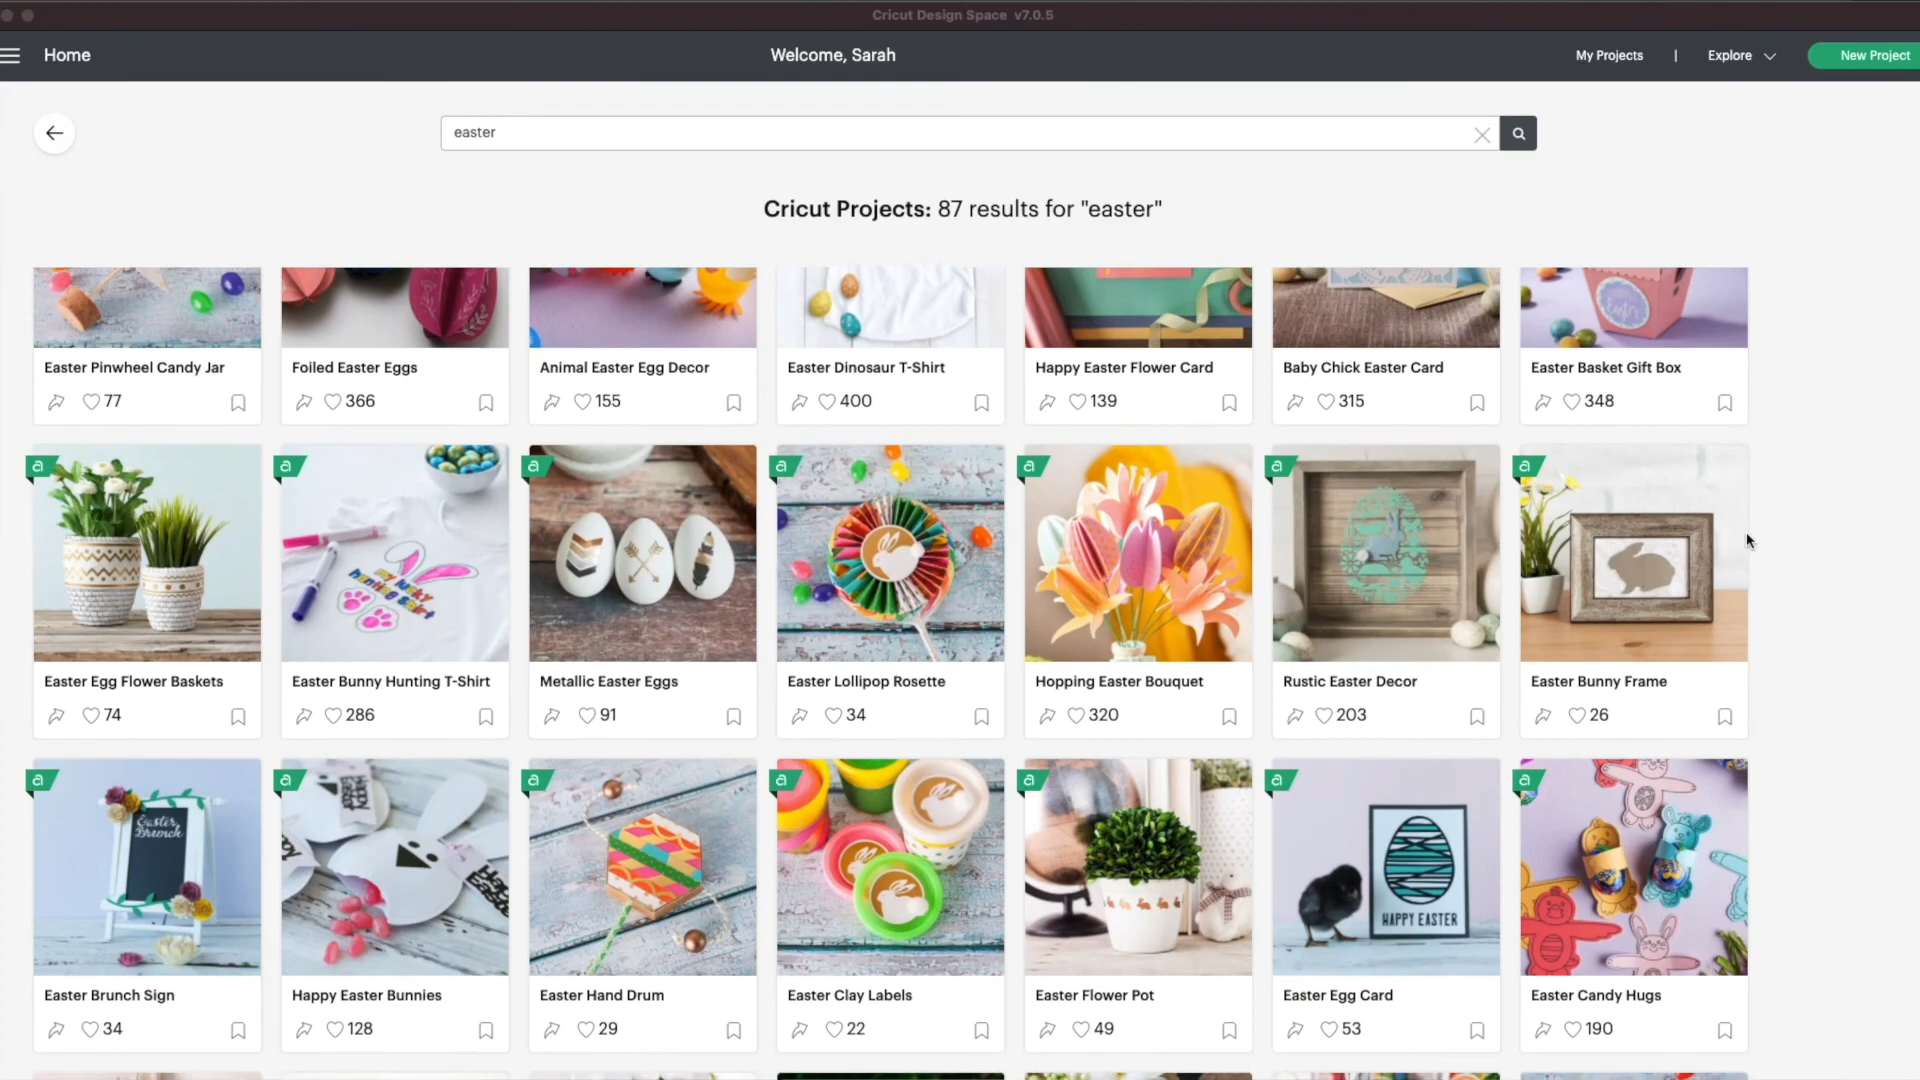 Cricut Design Space v7.0.5
Home
Welcome, Sarah
My Projects | Explore
New Project
easter
Cricut Projects: 87 results for "easter"
Easter
Easter Pinwheel Candy Jar
Foiled Easter Eggs
Animal Easter Egg Decor
Easter Dinosaur T-Shirt
Happy Easter Flower Card
Baby Chick Easter Card
Easter Basket Gift Box
77
366
155
400
139
315
348
a
a
a
a
a
a
a
my lucky
hunting shirt
Easter Egg Flower Baskets
Easter Bunny Hunting T-Shirt
Metallic Easter Eggs
Easter Lollipop Rosette
Hopping Easter Bouquet
Rustic Easter Decor
Easter Bunny Frame
74
286
91
34
320
203
26
a
a
a
a
a
a
a
Easter
Brunch
HAPPY EASTER
Easter Brunch Sign
Happy Easter Bunnies
Easter Hand Drum
Easter Clay Labels
Easter Flower Pot
Easter Egg Card
Easter Candy Hugs
34
128
29
22
49
53
190